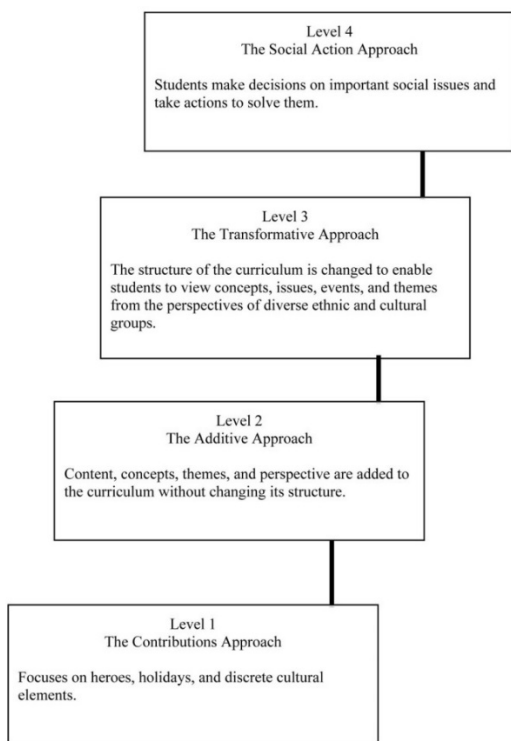 Level 4
The Social Action Approach
Students make decisions on important social issues and
take actions to solve them.
Level 3
The Transformative Approach
The structure of the curriculum is changed to enable
students to view concepts, issues, events, and themes
from the perspectives of diverse ethnic and cultural
groups.
Level 2
The Additive Approach
Content, concepts, themes, and perspective are added to
the curriculum without changing its structure.
Level 1
The Contributions Approach
Focuses on heroes, holidays, and discrete cultural
elements.